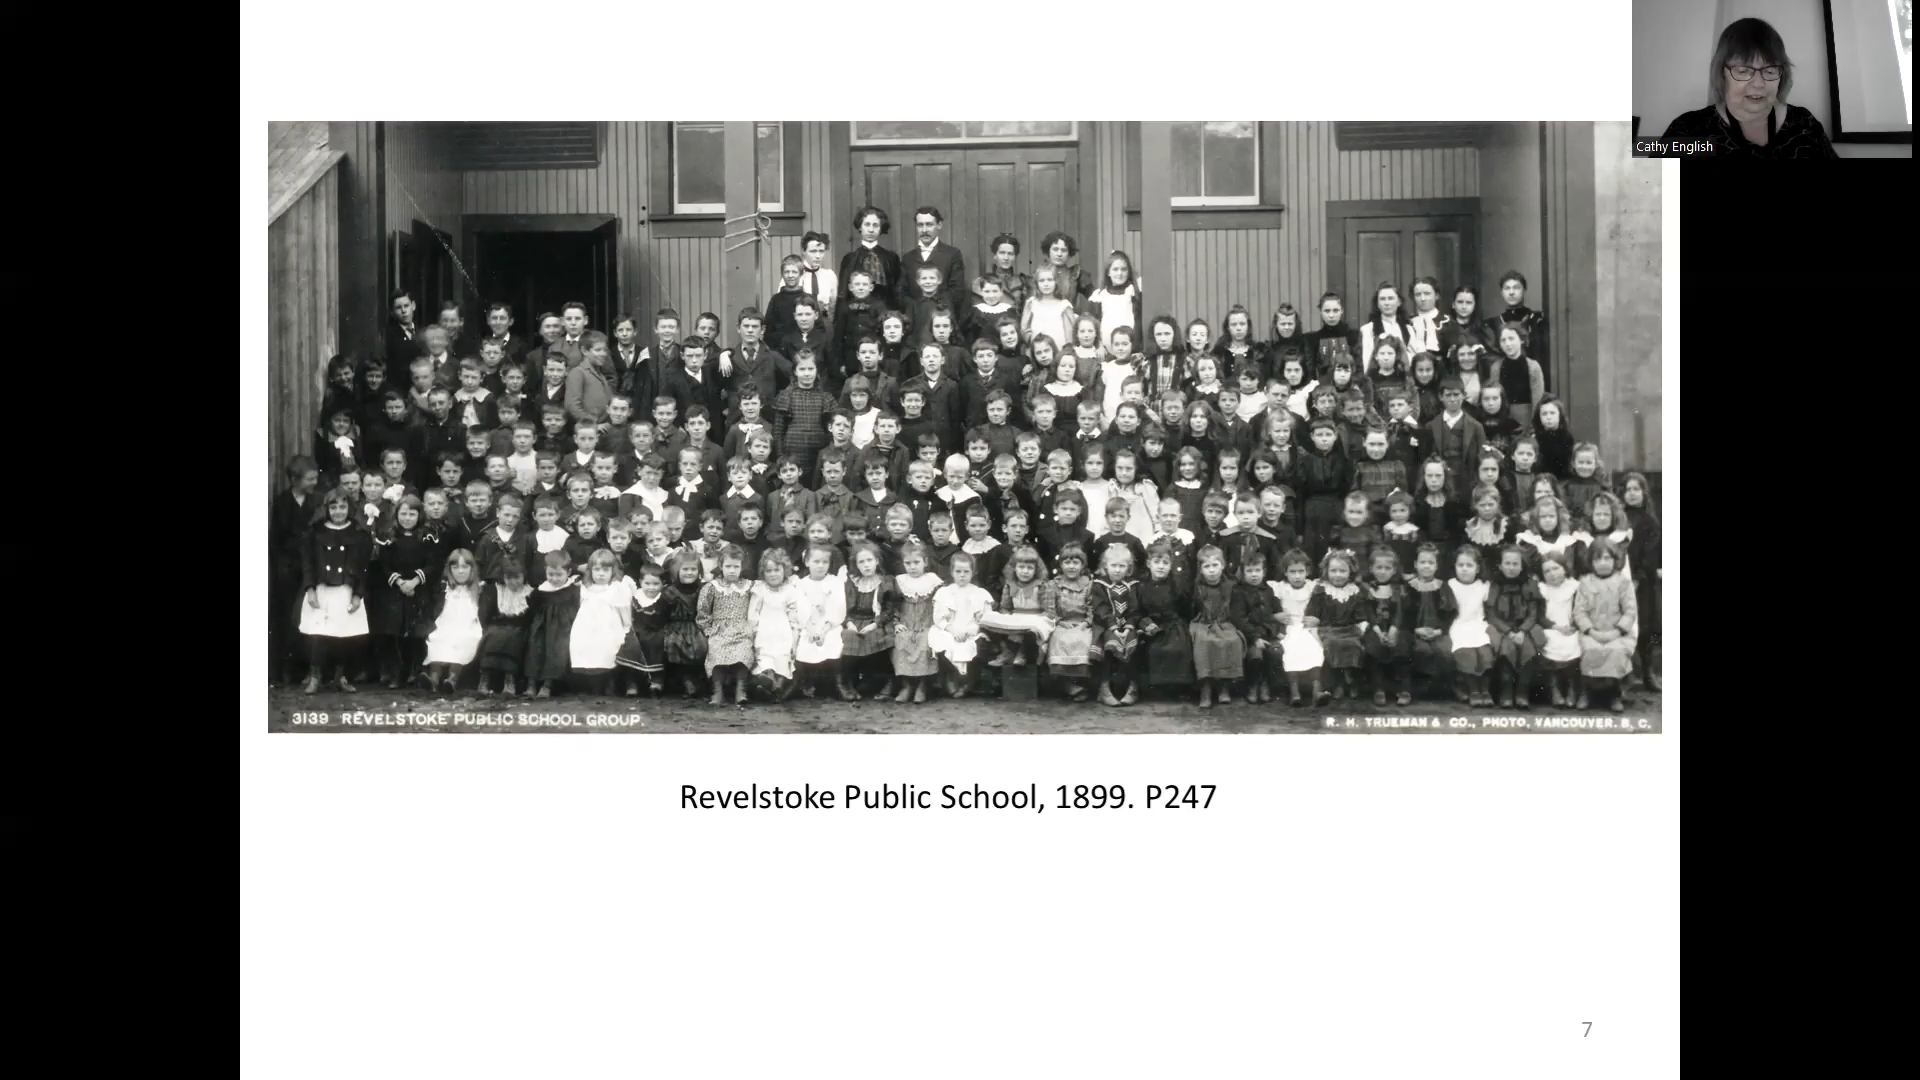 Cathy English
3139 REVELSTOKE PUBLIC SCHOOL GROUP.
R. H. TRUEMAN & CO., PHOTO, VANCOUVER. B. C.
Revelstoke Public School, 1899. P247
7